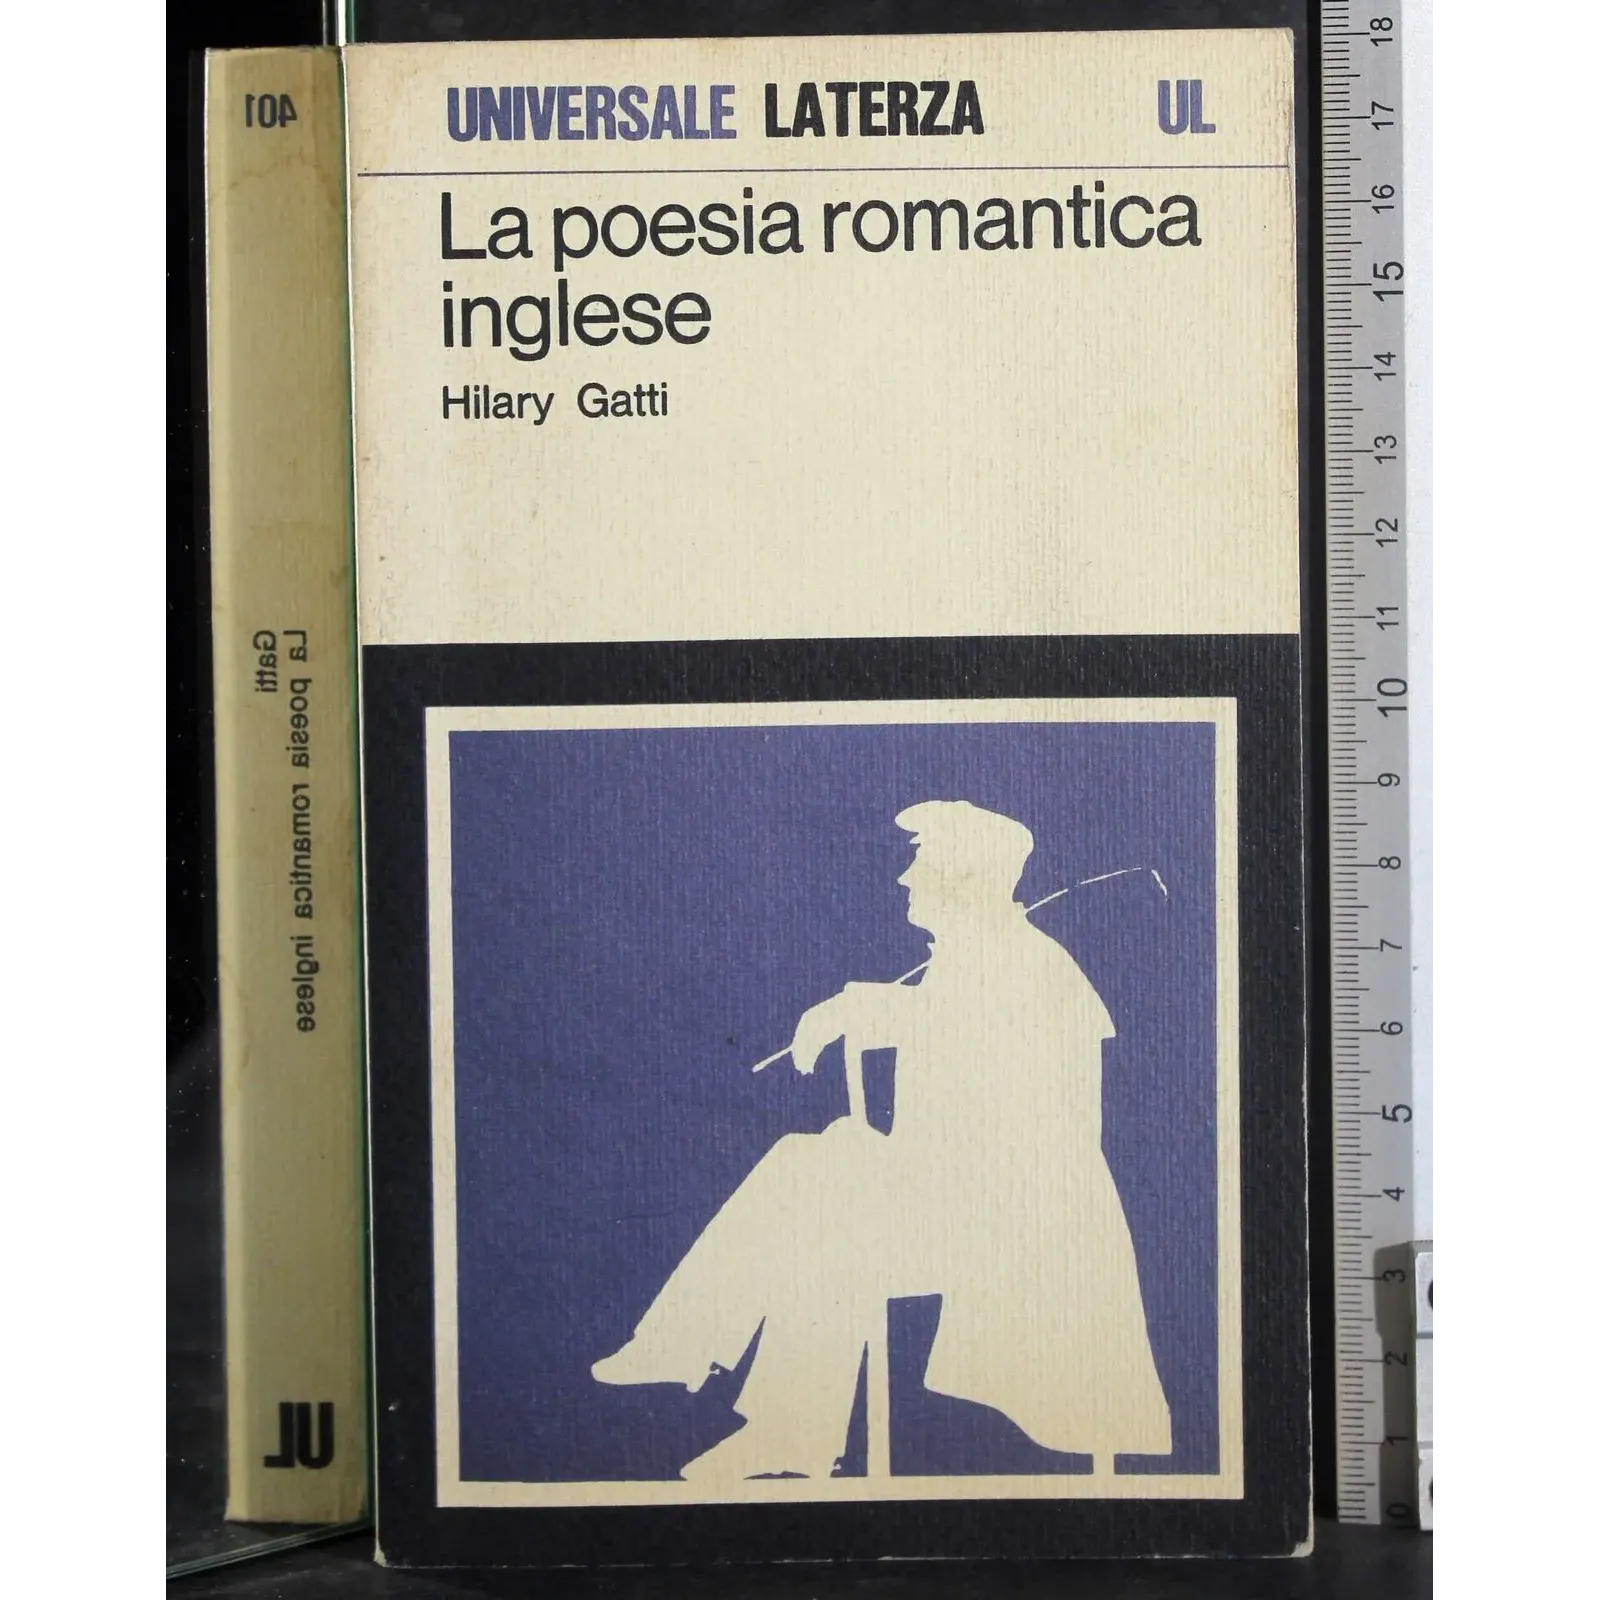 401
La poesia romantica inglese
Gatti
UL
UNIVERSALE LATERZA UL
La poesia romantica
inglese
Hilary Gatti
18
17
16
15
14
13
12
11
10
9
8
7
6
5
4
3
2
1
0